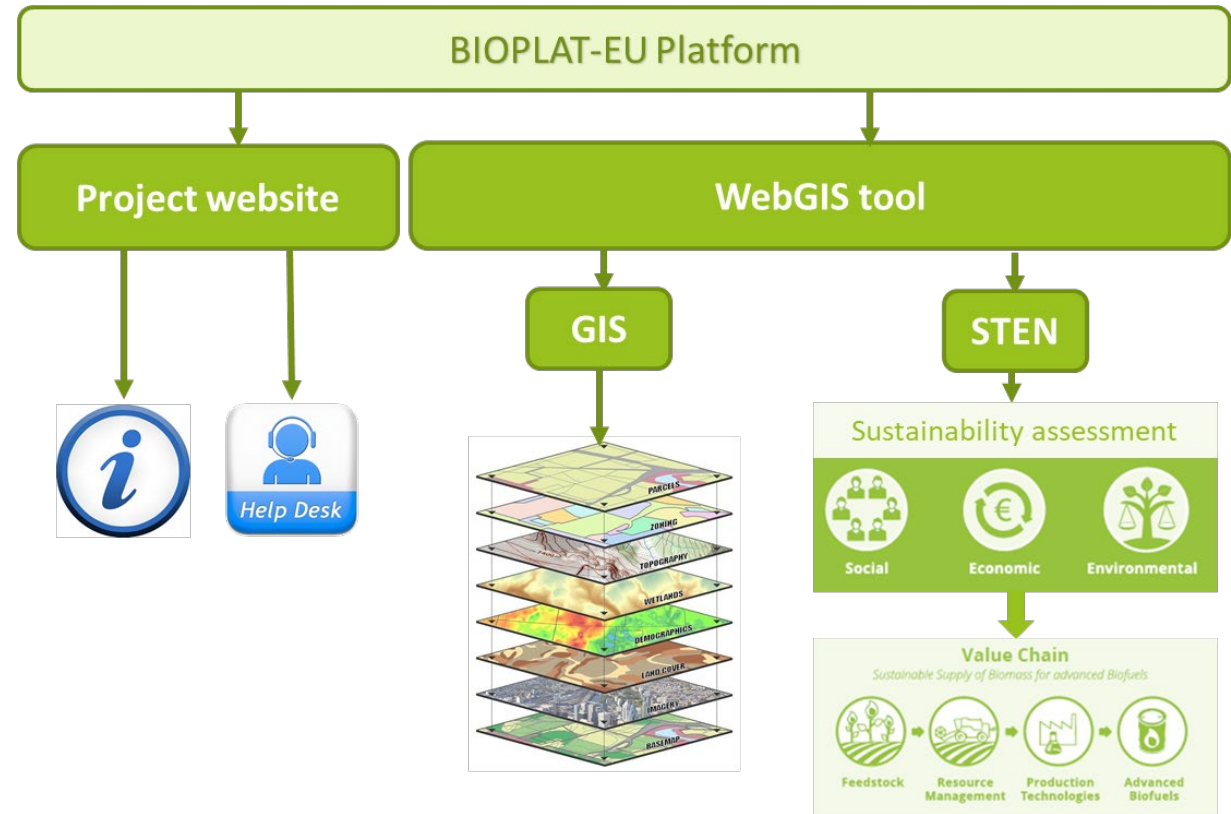 BIOPLAT-EU Platform
Project website
WebGIS tool
GIS
STEN
i
Help Desk
PARCELS
ZONING
TOPOGRAPHY
WETLANDS
DEMOGRAPHICS
LAND COVER
IMAGERY
BASEMAP
Sustainability assessment
€
Social
Economic
Environmental
Value Chain
Sustainable Supply of Biomass for advanced Biofuels
Feedstock
Resource
Management
Production
Technologies
Advanced
Biofuels